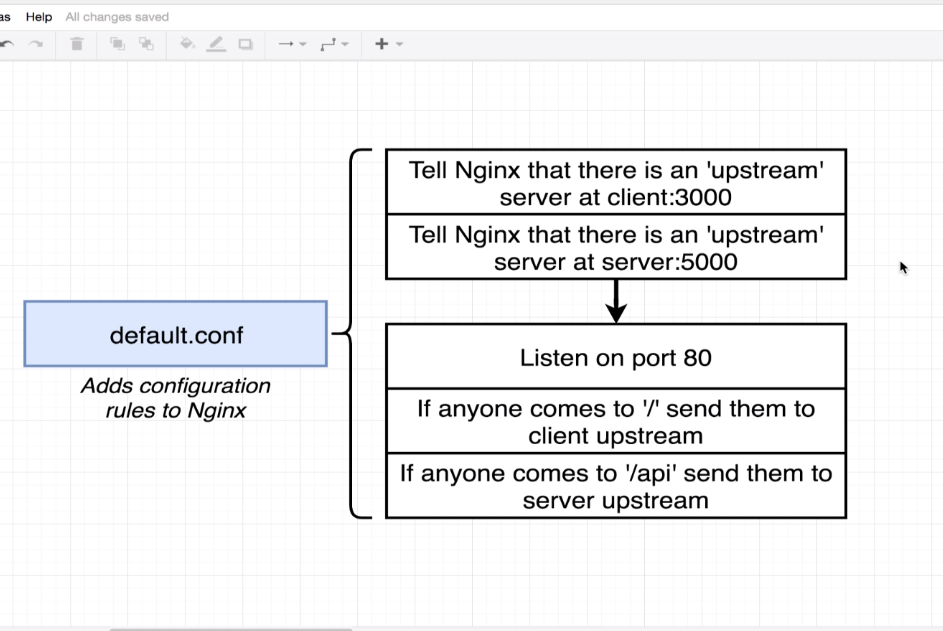 as Help All changes saved
Tell Nginx that there is an 'upstream'
server at client:3000
Tell Nginx that there is an 'upstream'
server at server:5000
default.conf
Adds configuration
rules to Nginx
Listen on port 80
If anyone comes to '/' send them to
client upstream
If anyone comes to '/api' send them to
server upstream